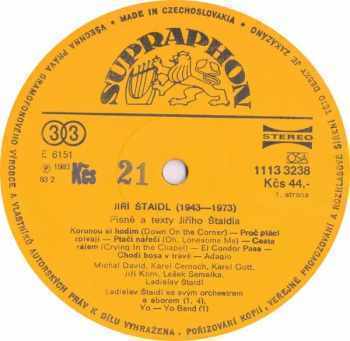 MADE IN CZECHOSLOVAKIA • VŠECHNA PRÁVA GRAMOFONOVÉHO VÝROBCE A VLASTNÍKŮ AUTORSKÝCH PRÁV K DÍLU VYHRAŽENA. POŘIZOVÁNÍ KOPIÍ, VEŘEJNÉ PROVOZOVÁNÍ A ROZHLASOVÉ ŠÍŘENÍ TÉTO DESKY JE ZAKÁZÁNO
SUPRAPHON
33
STEREO
E 6151
℗ 1983
83 2
Kčs 21
OSA
1113 3238
Kčs 44,-
1. strana
JIŘÍ ŠTAIDL (1943—1973)
Písně a texty Jiřího Štaidla
Korunou si hodím (Down On the Corner) — Proč ptáci
zpívají — Ptačí nářečí (Oh, Lonesome Me) — Cesta
rájem (Crying In the Chapel) — El Condor Pasa —
Chodí bosa v trávě — Adagio
Michal David, Karel Černoch, Karel Gott,
Jiří Korn, Lešek Semelka,
Ladislav Štaidl
Ladislav Štaidl se svým orchestrem
a sborem (1, 4),
Yo — Yo Band (1)